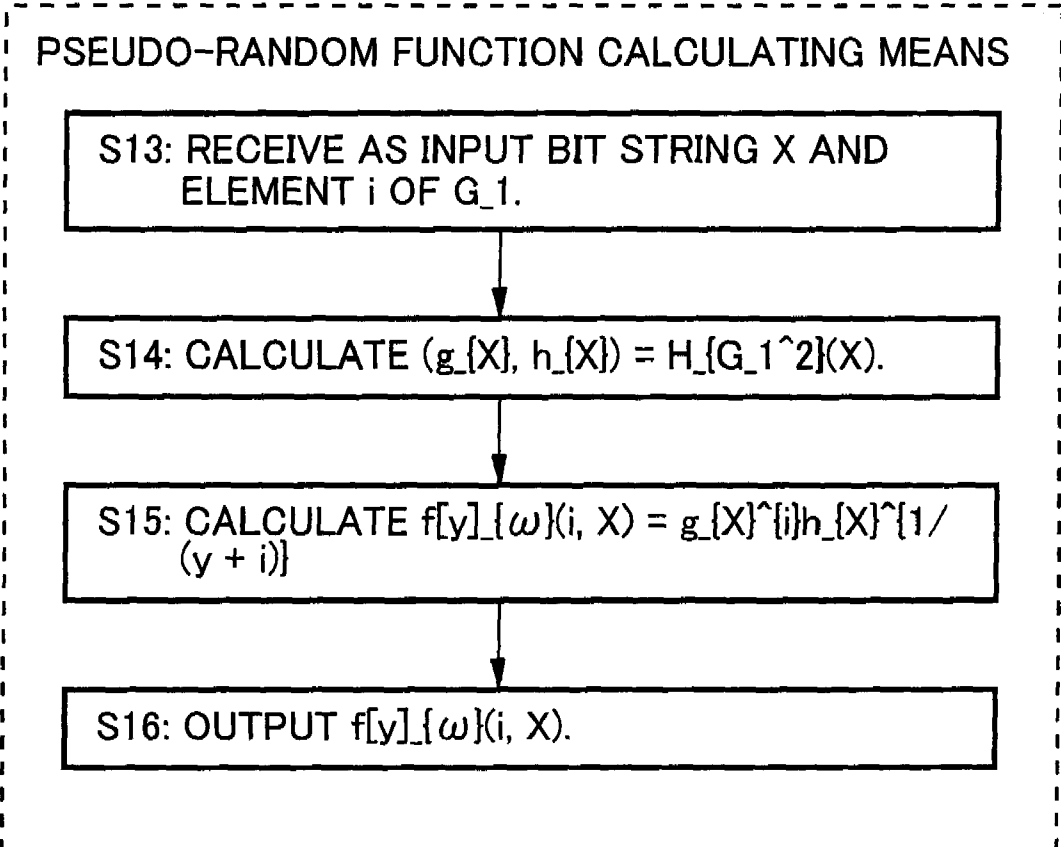 PSEUDO-RANDOM FUNCTION CALCULATING MEANS
S13: RECEIVE AS INPUT BIT STRING X AND
ELEMENT i OF G_1.
S14: CALCULATE (g_{X}, h_{X}) = H_{G_1^2}(X).
S15: CALCULATE f[y]_{ω}(i, X) = g_{X}^{i}h_{X}^{1/
(y + i)}
S16: OUTPUT f[y]_{ω}(i, X).